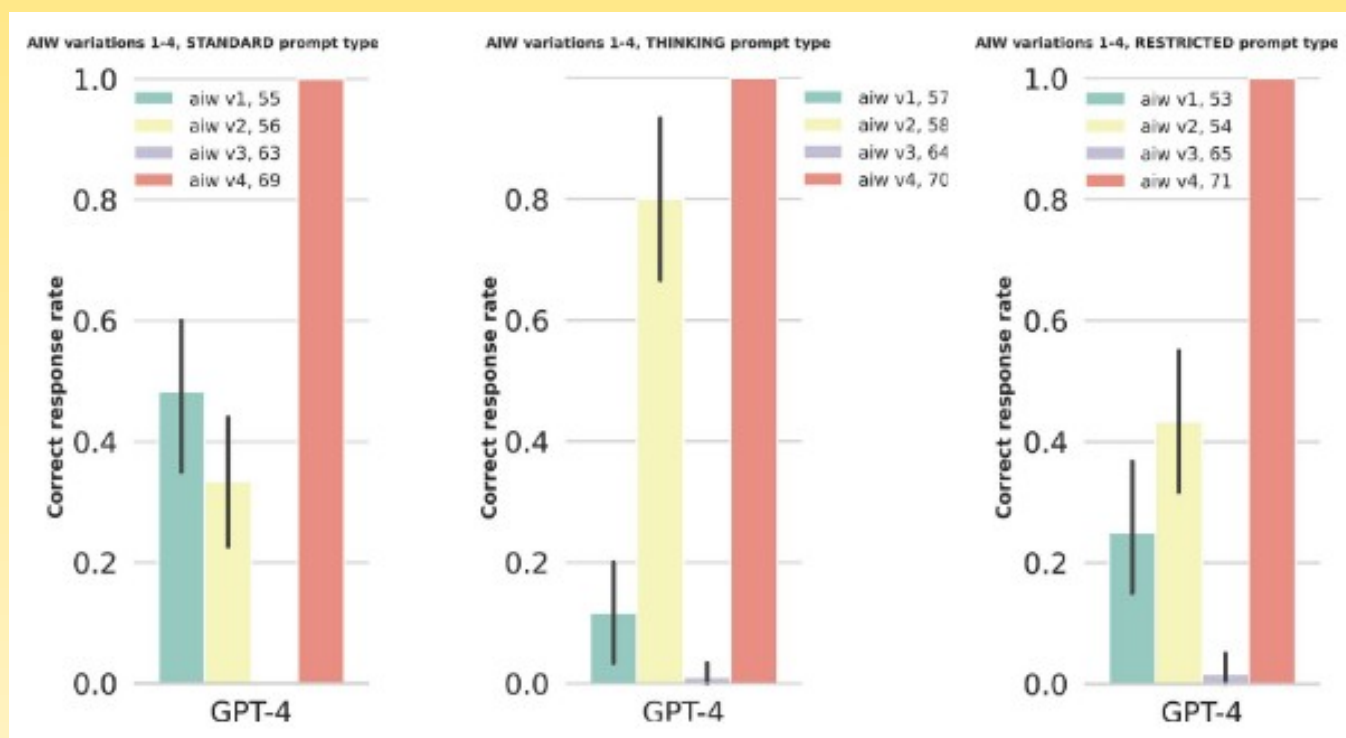 AIW variations 1-4, STANDARD prompt type
1.0
0.8
0.6
0.4
0.2
0.0
Correct response rate
aiw v1, 55
aiw v2, 56
aiw v3, 63
aiw v4, 69
GPT-4
AIW variations 1-4, THINKING prompt type
0.8
0.6
0.4
0.2
0.0
Correct response rate
aiw v1, 57
aiw v2, 58
aiw v3, 64
aiw v4, 70
GPT-4
AIW variations 1-4, RESTRICTED prompt type
1.0
0.8
0.6
0.4
0.2
0.0
Correct response rate
aiw v1, 53
aiw v2, 54
aiw v3, 65
aiw v4, 71
GPT-4